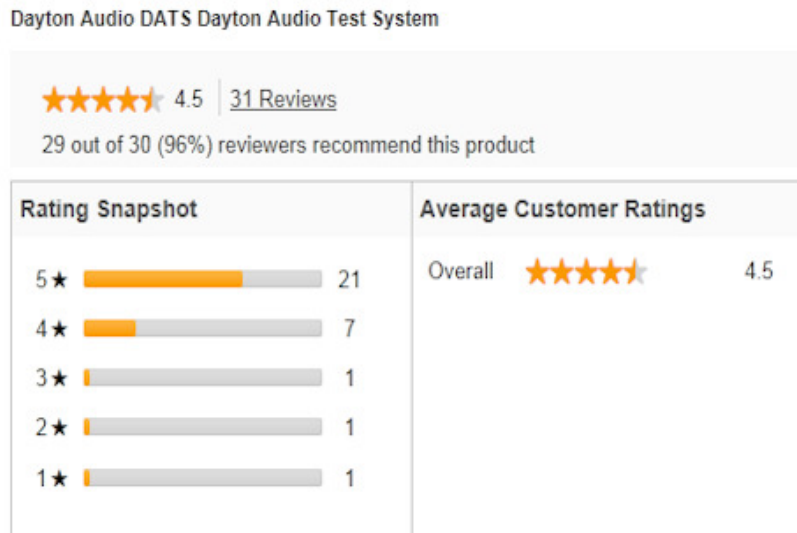 Dayton Audio DATS Dayton Audio Test System
4.5 31 Reviews
29 out of 30 (96%) reviewers recommend this product
Rating Snapshot
5★ 21
4★ 7
3★ 1
2★ 1
1★ 1
Average Customer Ratings
Overall 4.5